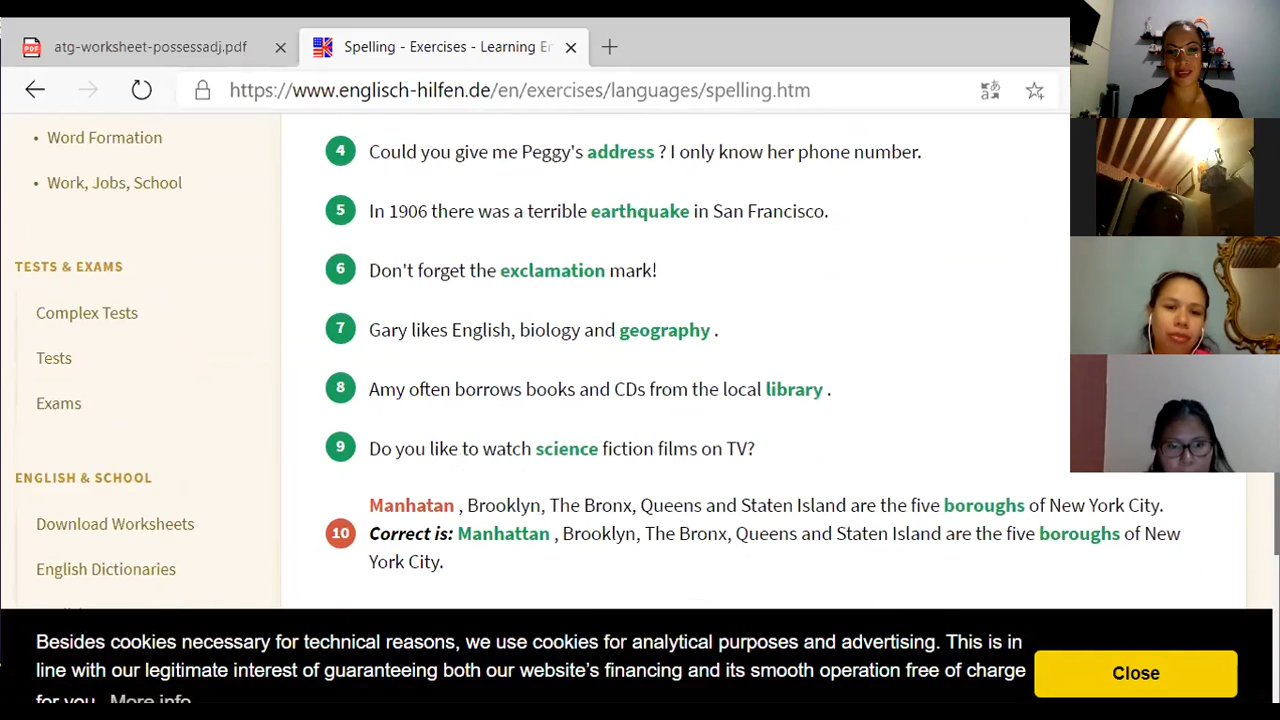 atg-worksheet-possessadj.pdf
Spelling - Exercises - Learning En
https://www.englisch-hilfen.de/en/exercises/languages/spelling.htm
• Word Formation
• Work, Jobs, School
TESTS & EXAMS
Complex Tests
Tests
Exams
ENGLISH & SCHOOL
Download Worksheets
English Dictionaries
4 Could you give me Peggy's address ? I only know her phone number.
5 In 1906 there was a terrible earthquake in San Francisco.
6 Don't forget the exclamation mark!
7 Gary likes English, biology and geography .
8 Amy often borrows books and CDs from the local library .
9 Do you like to watch science fiction films on TV?
Manhatan , Brooklyn, The Bronx, Queens and Staten Island are the five boroughs of New York City.
10 Correct is: Manhattan , Brooklyn, The Bronx, Queens and Staten Island are the five boroughs of New
York City.
Besides cookies necessary for technical reasons, we use cookies for analytical purposes and advertising. This is in
line with our legitimate interest of guaranteeing both our website's financing and its smooth operation free of charge
for you. More info
Close